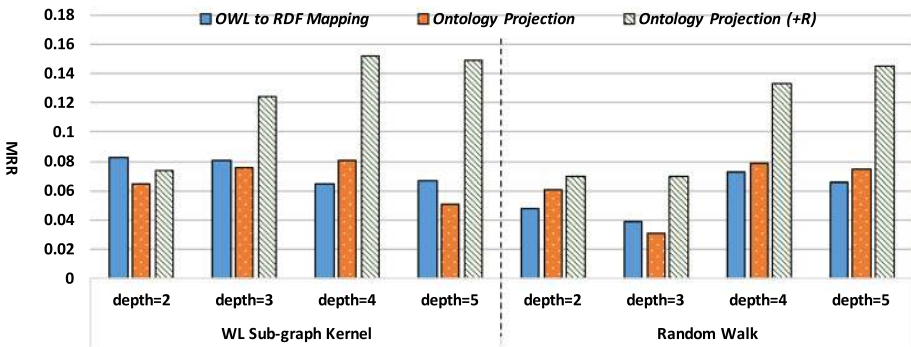 OWL to RDF Mapping Ontology Projection Ontology Projection (+R)
0.18
0.16
0.14
0.12
0.1
0.08
0.06
0.04
0.02
0
MRR
depth=2 depth=3 depth=4 depth=5 depth=2 depth=3 depth=4 depth=5
WL Sub-graph Kernel Random Walk